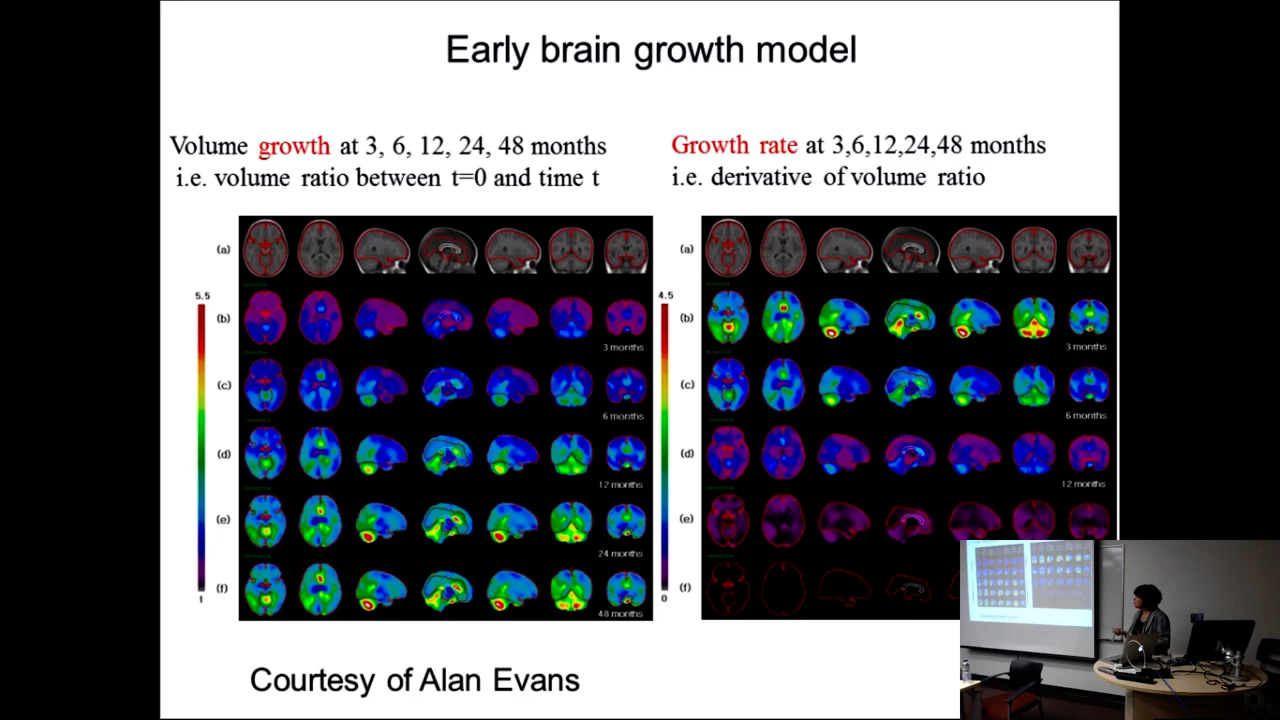 Early brain growth model
Volume growth at 3, 6, 12, 24, 48 months
i.e. volume ratio between t=0 and time t
Growth rate at 3,6,12,24,48 months
i.e. derivative of volume ratio
(a)
5.5
(b)
3 months
(c)
6 months
(d)
12 months
(e)
24 months
(f)
1
48 months
(a)
4.5
(b)
3 months
(c)
6 months
(d)
12 months
(e)
(f)
0
Courtesy of Alan Evans